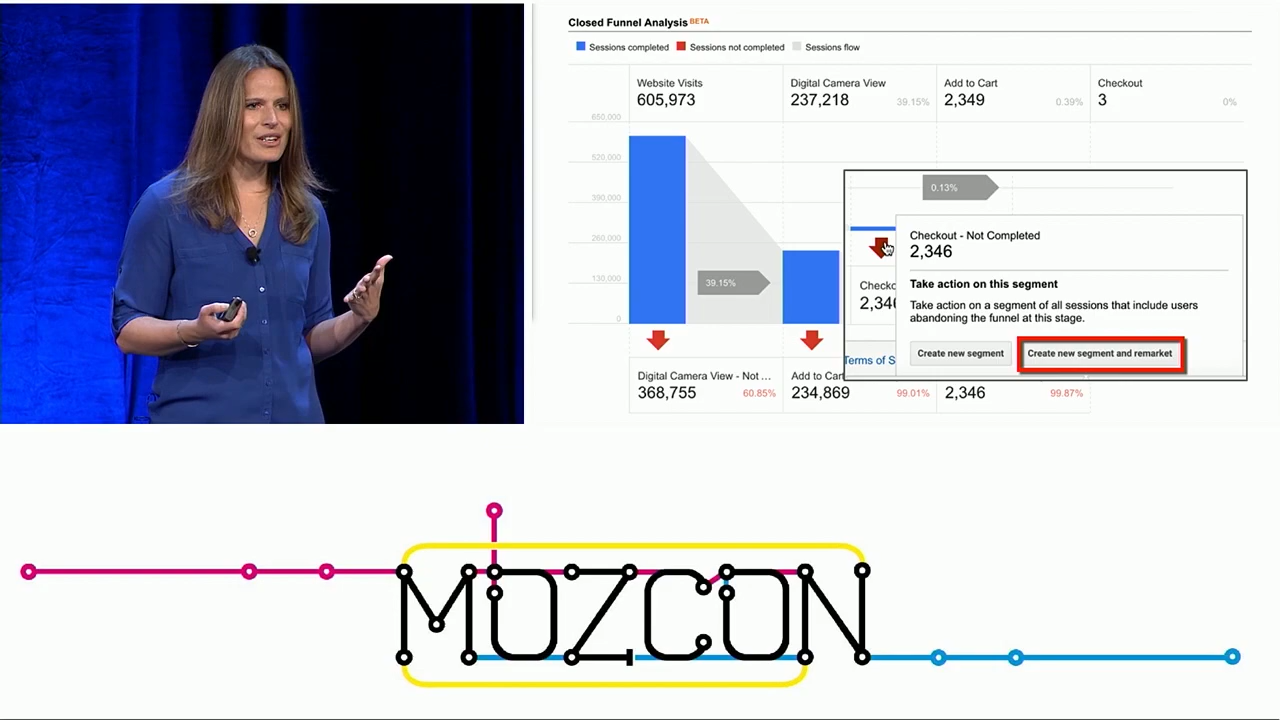 Closed Funnel Analysis BETA
Sessions completed Sessions not completed Sessions flow
Website Visits Digital Camera View Add to Cart Checkout
605,973 237,218 39.15% 2,349 0.39% 3 0%
650,000
520,000
390,000
260,000
130,000
0
39.15%
0.13%
Checkout - Not Completed
2,346
Take action on this segment
Take action on a segment of all sessions that include users
abandoning the funnel at this stage.
Create new segment Create new segment and remarket
Checko
2,346
Terms of S
Digital Camera View - Not ... Add to Cart
368,755 60.85% 234,869 99.01% 2,346 99.87%
MOZCON